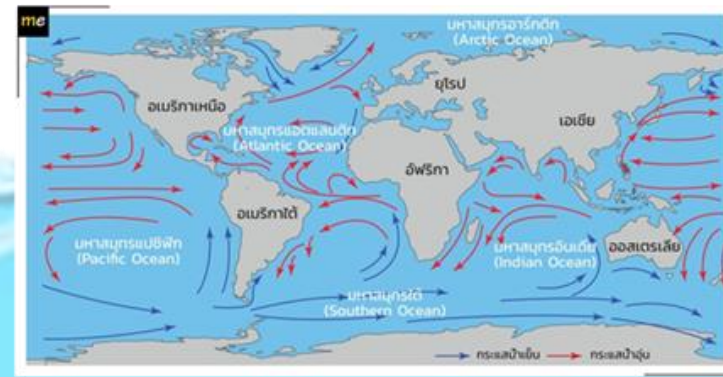 me
มหาสมุทรอาร์กติก
(Arctic Ocean)
ยุโรป
อเมริกาเหนือ
เอเชีย
มหาสมุทรแอตแลนติก
(Atlantic Ocean)
อัฟริกา
อเมริกาใต้
มหาสมุทรแปซิฟิก
(Pacific Ocean)
มหาสมุทรอินเดีย
(Indian Ocean)
ออสเตรเลีย
มหาสมุทรใต้
(Southern Ocean)
กระแสน้ำเย็น
กระแสน้ำอุ่น